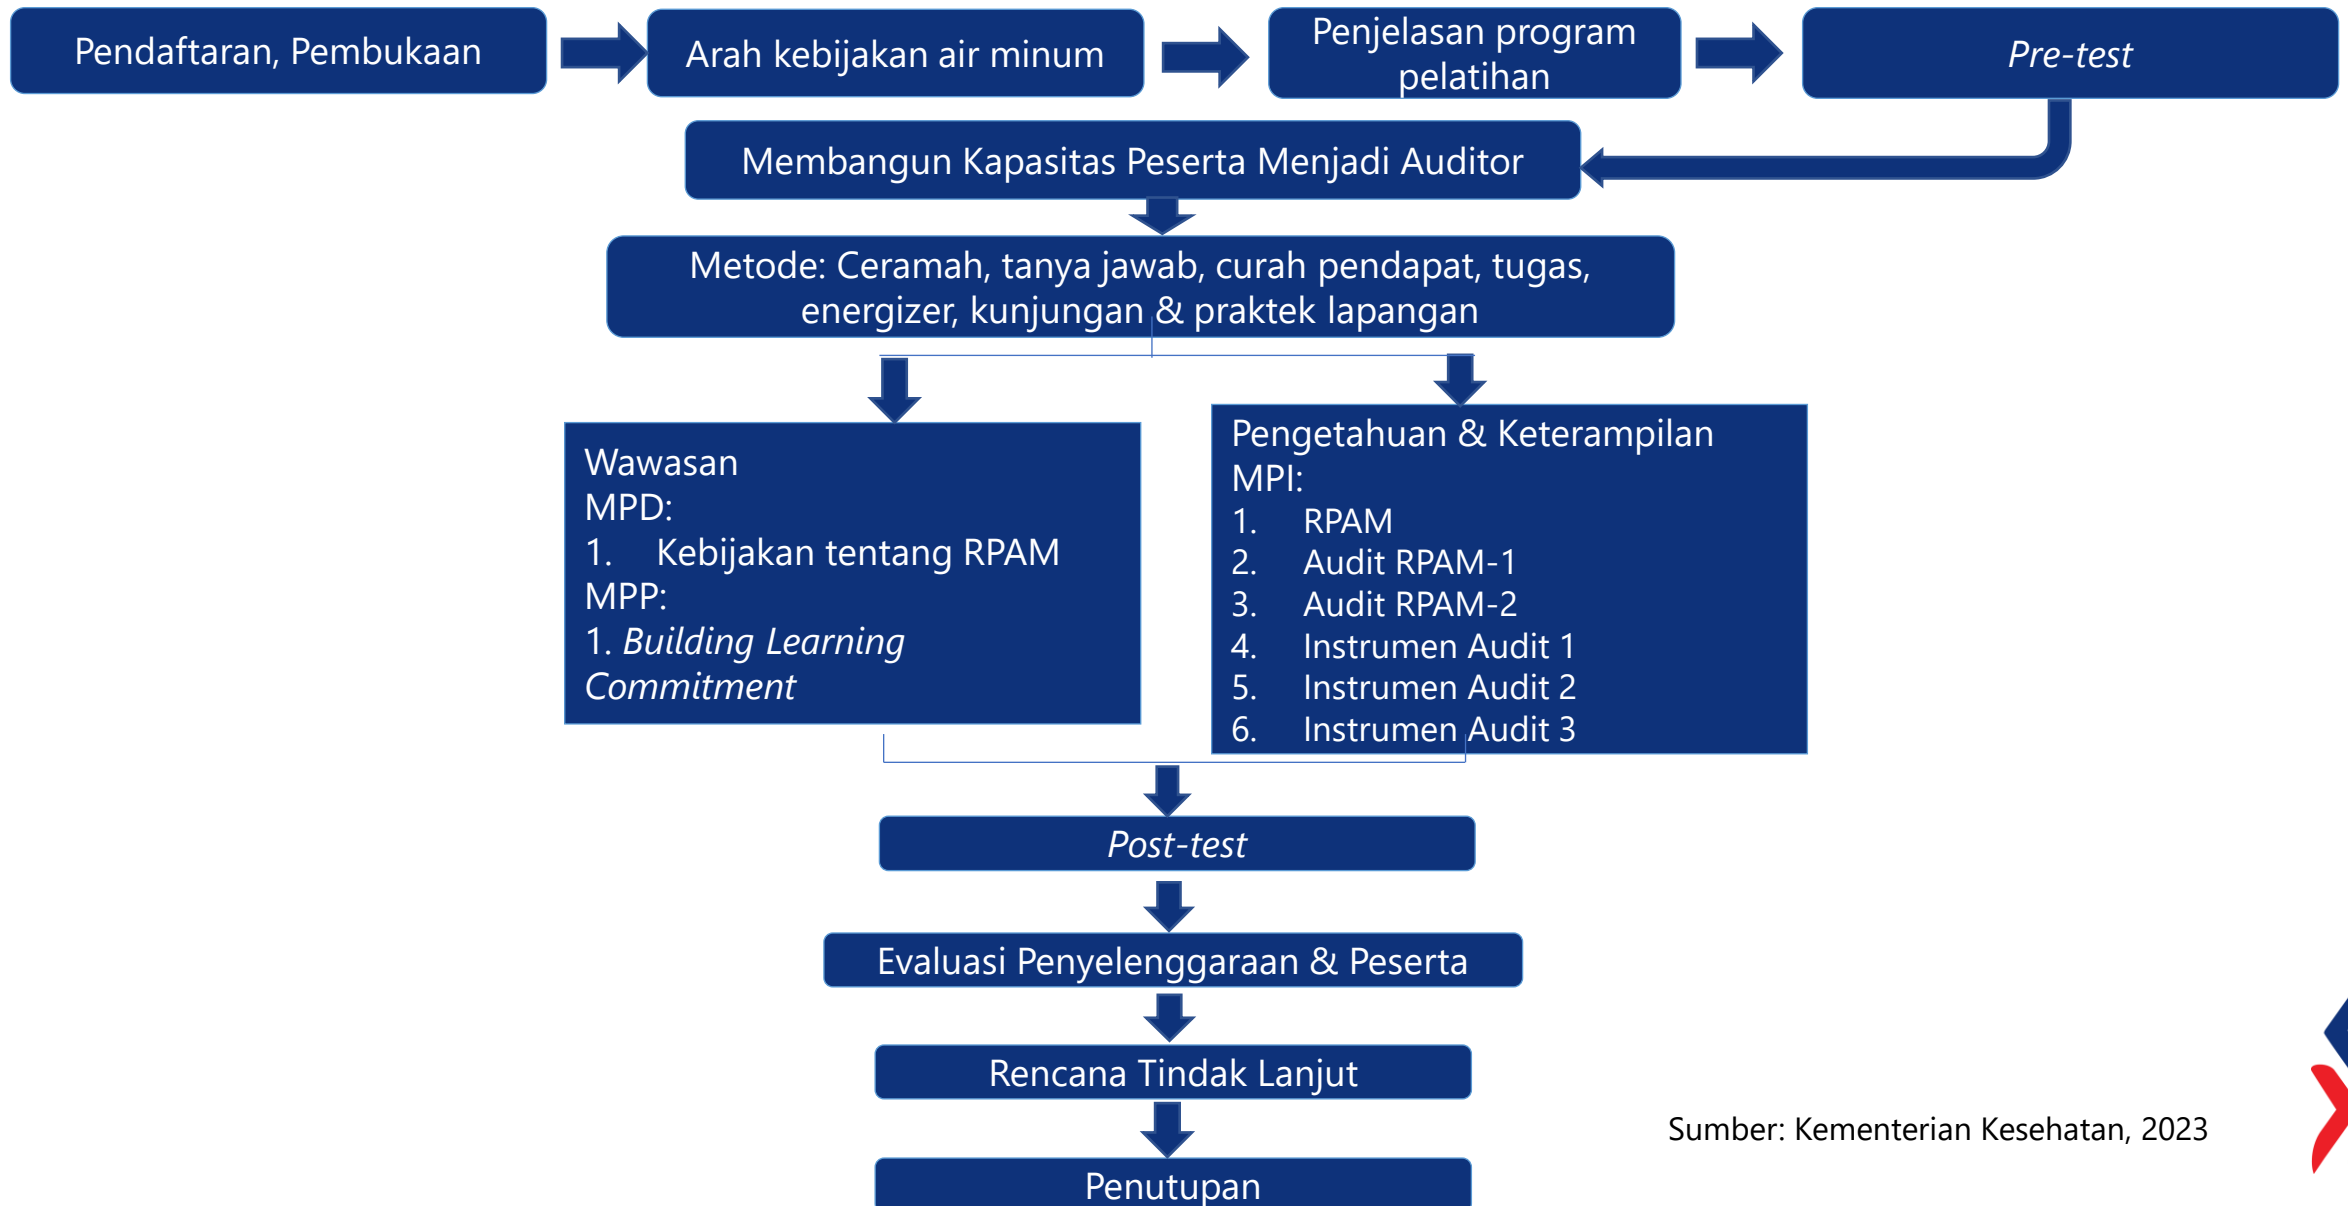 Pendaftaran, Pembukaan
Arah kebijakan air minum
Penjelasan program
pelatihan
Pre-test
Membangun Kapasitas Peserta Menjadi Auditor
Metode: Ceramah, tanya jawab, curah pendapat, tugas,
energizer, kunjungan & praktek lapangan
Wawasan
MPD:
1. Kebijakan tentang RPAM
MPP:
1. Building Learning
Commitment
Pengetahuan & Keterampilan
MPI:
1. RPAM
2. Audit RPAM-1
3. Audit RPAM-2
4. Instrumen Audit 1
5. Instrumen Audit 2
6. Instrumen Audit 3
Post-test
Evaluasi Penyelenggaraan & Peserta
Rencana Tindak Lanjut
Sumber: Kementerian Kesehatan, 2023
Penutupan